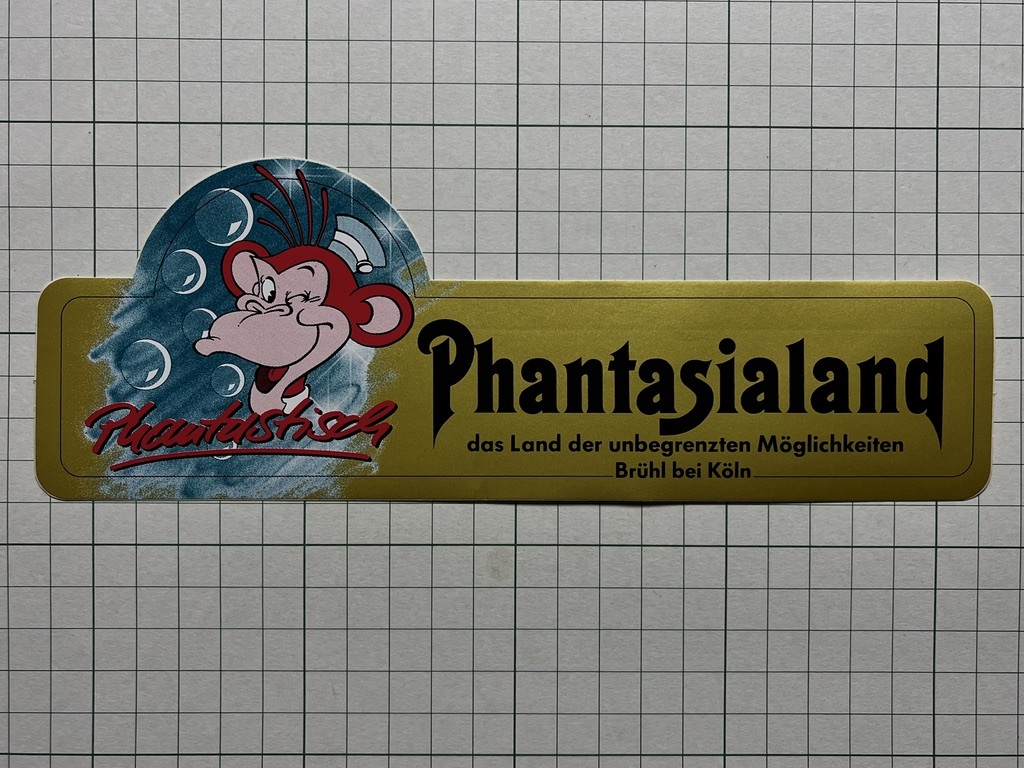 Phantastisch
Phantasialand
das Land der unbegrenzten Möglichkeiten
Brühl bei Köln